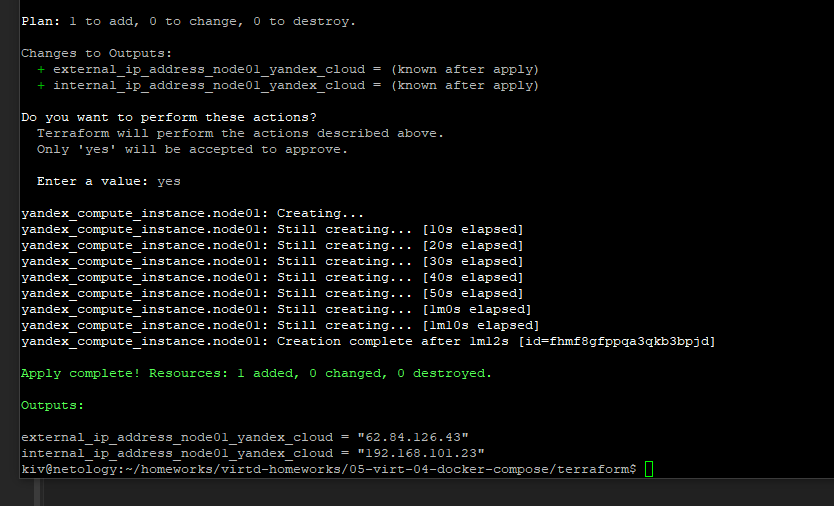 Plan: 1 to add, 0 to change, 0 to destroy.
Changes to Outputs:
+ external_ip_address_node01_yandex_cloud = (known after apply)
+ internal_ip_address_node01_yandex_cloud = (known after apply)
Do you want to perform these actions?
Terraform will perform the actions described above.
Only 'yes' will be accepted to approve.
Enter a value: yes
yandex_compute_instance.node01: Creating...
yandex_compute_instance.node01: Still creating... [10s elapsed]
yandex_compute_instance.node01: Still creating... [20s elapsed]
yandex_compute_instance.node01: Still creating... [30s elapsed]
yandex_compute_instance.node01: Still creating... [40s elapsed]
yandex_compute_instance.node01: Still creating... [50s elapsed]
yandex_compute_instance.node01: Still creating... [1m0s elapsed]
yandex_compute_instance.node01: Still creating... [1m10s elapsed]
yandex_compute_instance.node01: Creation complete after 1m12s [id=fhmf8gfppqa3qkb3bpjd]
Apply complete! Resources: 1 added, 0 changed, 0 destroyed.
Outputs:
external_ip_address_node01_yandex_cloud = "62.84.126.43"
internal_ip_address_node01_yandex_cloud = "192.168.101.23"
kiv@netology:~/homeworks/virtd-homeworks/05-virt-04-docker-compose/terraform$